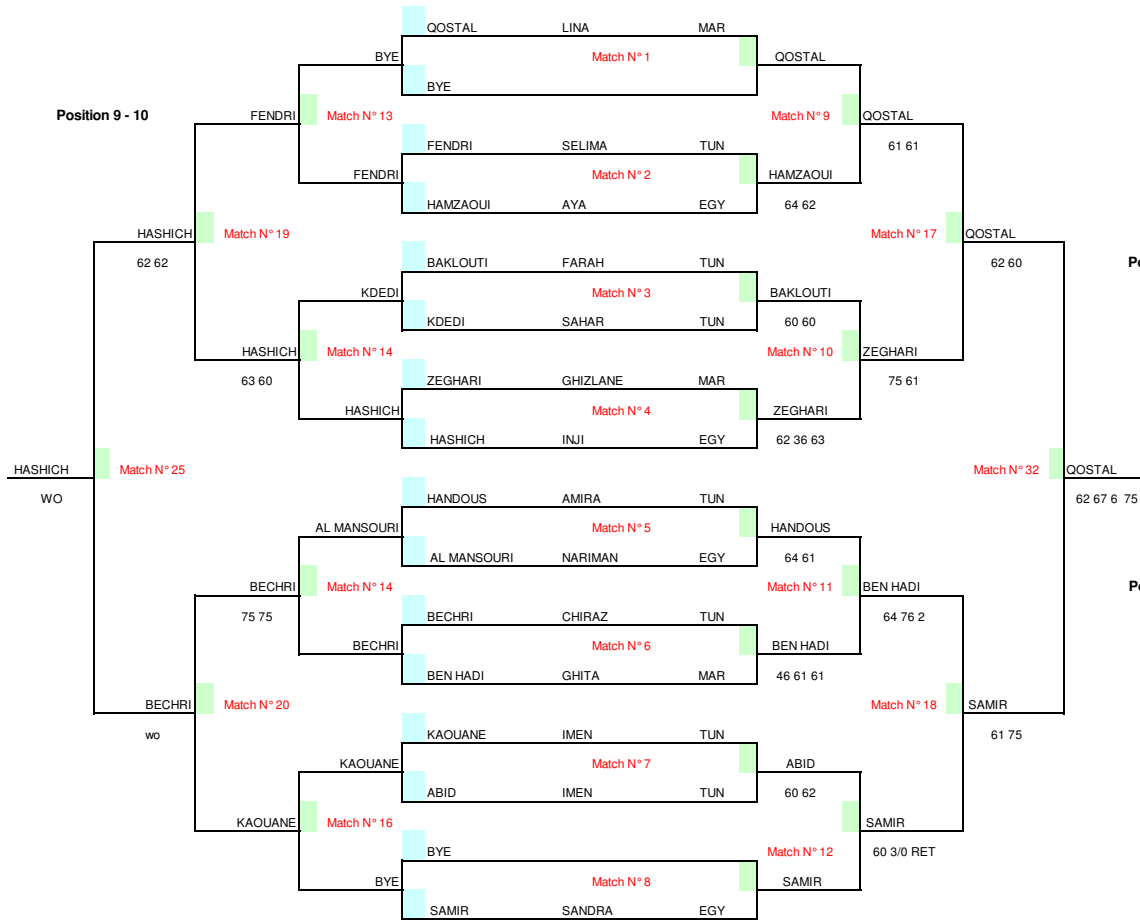 QOSTAL LINA MAR
BYE Match N° 1 QOSTAL
BYE
Position 9 - 10 FENDRI Match N° 13 Match N° 9 QOSTAL
FENDRI SELIMA TUN 61 61
FENDRI Match N° 2 HAMZAOUI
HAMZAOUI AYA EGY 64 62
HASHICH Match N° 19 Match N° 17 QOSTAL
62 62 BAKLOUTI FARAH TUN 62 60 Po
KDEDI Match N° 3 BAKLOUTI
KDEDI SAHAR TUN 60 60
HASHICH Match N° 14 Match N° 10 ZEGHARI
63 60 ZEGHARI GHIZLANE MAR 75 61
HASHICH Match N° 4 ZEGHARI
HASHICH INJI EGY 62 36 63
HASHICH Match N° 25 Match N° 32 QOSTAL
WO HANDOUS AMIRA TUN 62 67 6 75
AL MANSOURI Match N° 5 HANDOUS
AL MANSOURI NARIMAN EGY 64 61
BECHRI Match N° 14 Match N° 11 BEN HADI Po
75 75 BECHRI CHIRAZ TUN 64 76 2
BECHRI Match N° 6 BEN HADI
BEN HADI GHITA MAR 46 61 61
BECHRI Match N° 20 Match N° 18 SAMIR
wo KAOUANE IMEN TUN 61 75
KAOUANE Match N° 7 ABID
ABID IMEN TUN 60 62
KAOUANE Match N° 16 SAMIR
BYE Match N° 12 60 3/0 RET
BYE Match N° 8 SAMIR
SAMIR SANDRA EGY